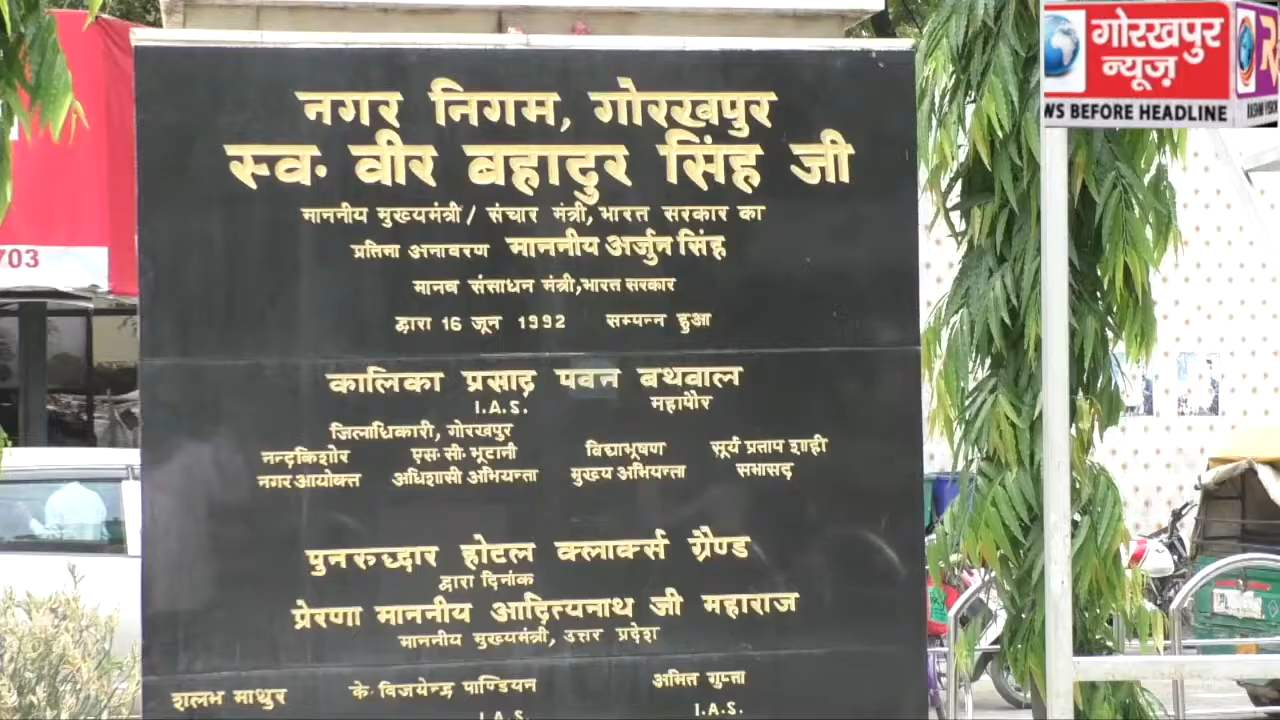 नगर निगम, गोरखपुर
स्व. वीर बहादुर सिंह जी
माननीय मुख्यमंत्री/ संचार मंत्री, भारत सरकार का
प्रतिमा अनावरण माननीय अर्जुन सिंह
मानव संसाधन मंत्री, भारत सरकार
द्वारा 16 जून 1992 सम्पन्न हुआ
कालिका प्रसाद पवन बथवाल
I.A.S. महापौर
जिलाधिकारी, गोरखपुर
नन्दकिशोर एस.सी. भूटानी विद्याभूषण सूर्य प्रताप शाही
नगर आयोक्त अधिशासी अभियन्ता मुख्य अभियन्ता सभासद
पुनरुध्दार होटल क्लार्क्स ग्रैण्ड
द्वारा दिनांक
प्रेरणा माननीय आदित्यनाथ जी महाराज
माननीय मुख्यमंत्री, उत्तर प्रदेश
शलभ माथुर के. विजयेन्द्र पाण्डियन अमित गुप्ता
I.A.S. I.A.S.
गोरखपुर
न्यूज़
WS BEFORE HEADLINE
703